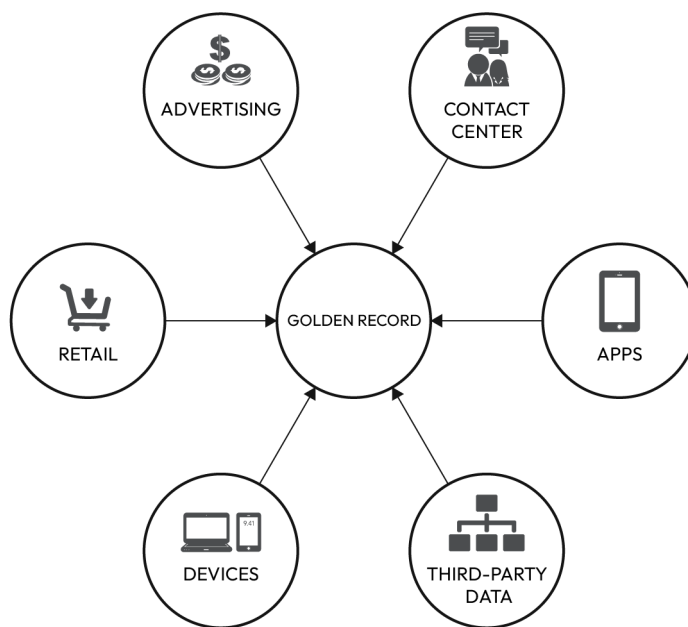 $
$ $
ADVERTISING
CONTACT
CENTER
RETAIL
GOLDEN RECORD
APPS
9.41
DEVICES
THIRD-PARTY
DATA